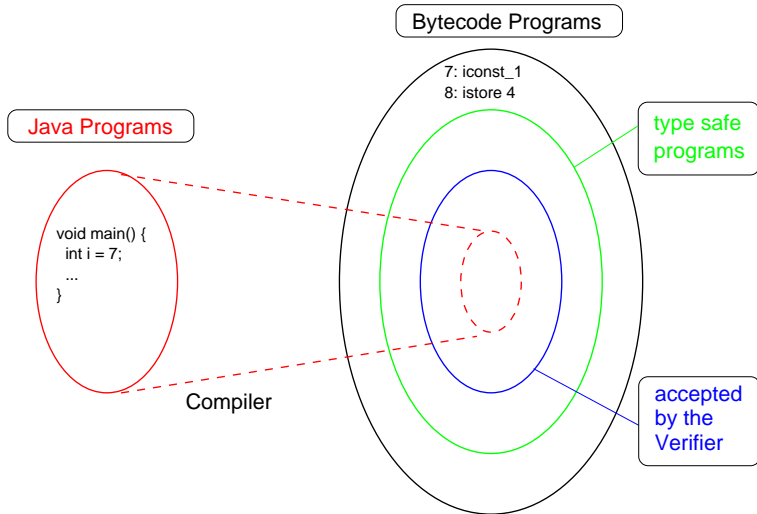 Bytecode Programs
7: iconst_1
8: istore 4
Java Programs
type safe
programs
void main() {
int i = 7;
...
}
Compiler
accepted
by the
Verifier